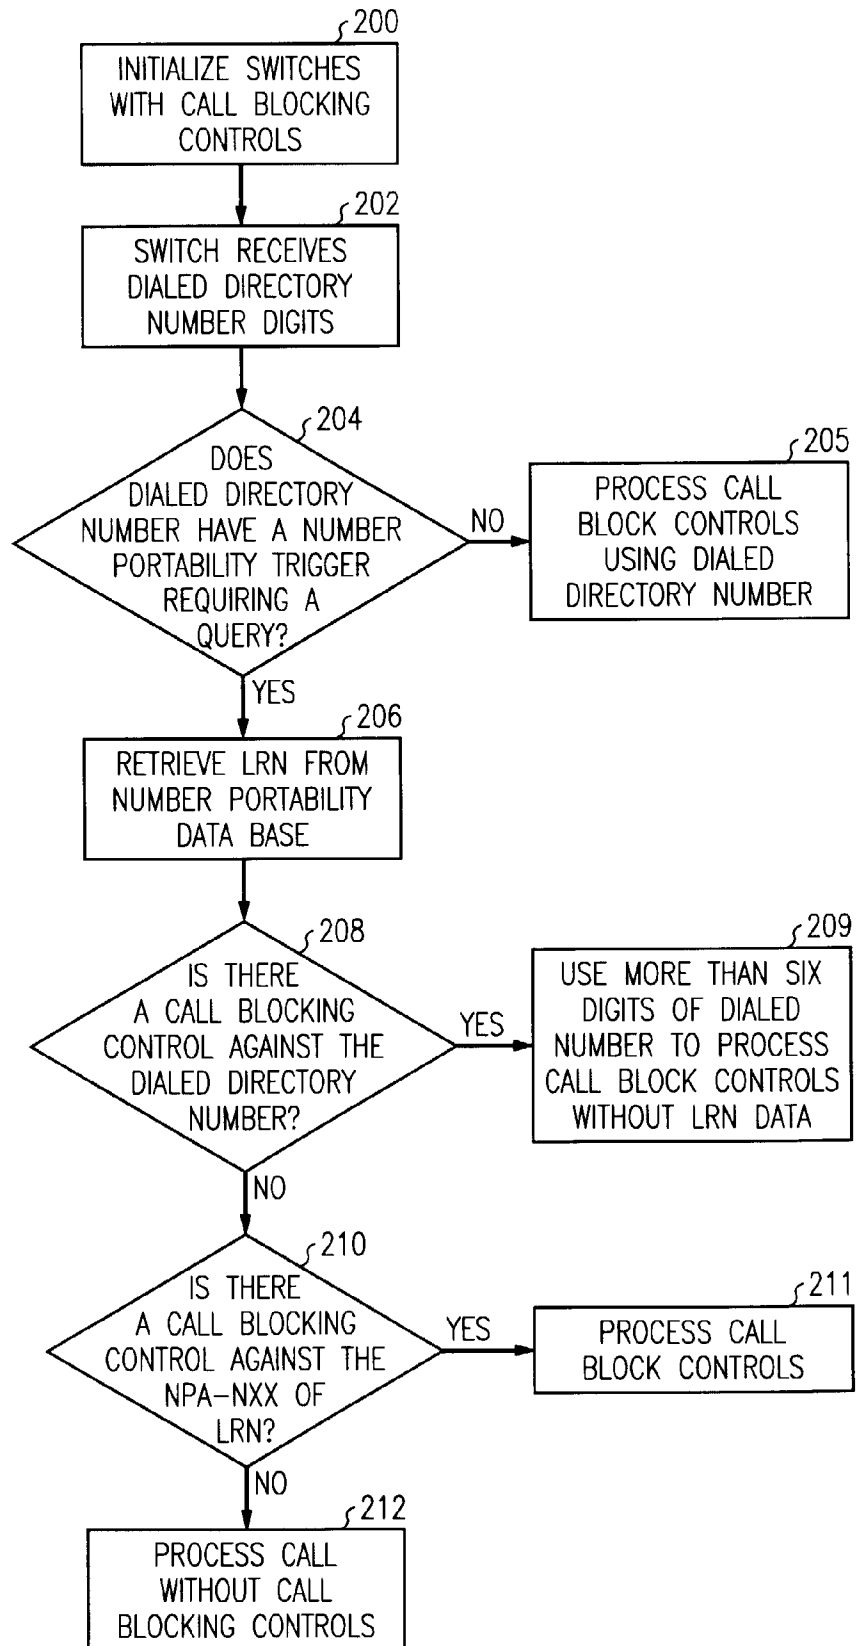 200
INITIALIZE SWITCHES
WITH CALL BLOCKING
CONTROLS
202
SWITCH RECEIVES
DIALED DIRECTORY
NUMBER DIGITS
204
DOES
DIALED DIRECTORY
NUMBER HAVE A NUMBER
PORTABILITY TRIGGER
REQUIRING A
QUERY?
NO
205
PROCESS CALL
BLOCK CONTROLS
USING DIALED
DIRECTORY NUMBER
YES
206
RETRIEVE LRN FROM
NUMBER PORTABILITY
DATA BASE
208
IS THERE
A CALL BLOCKING
CONTROL AGAINST THE
DIALED DIRECTORY
NUMBER?
YES
209
USE MORE THAN SIX
DIGITS OF DIALED
NUMBER TO PROCESS
CALL BLOCK CONTROLS
WITHOUT LRN DATA
NO
210
IS THERE
A CALL BLOCKING
CONTROL AGAINST THE
NPA-NXX OF
LRN?
YES
211
PROCESS CALL
BLOCK CONTROLS
NO
212
PROCESS CALL
WITHOUT CALL
BLOCKING CONTROLS